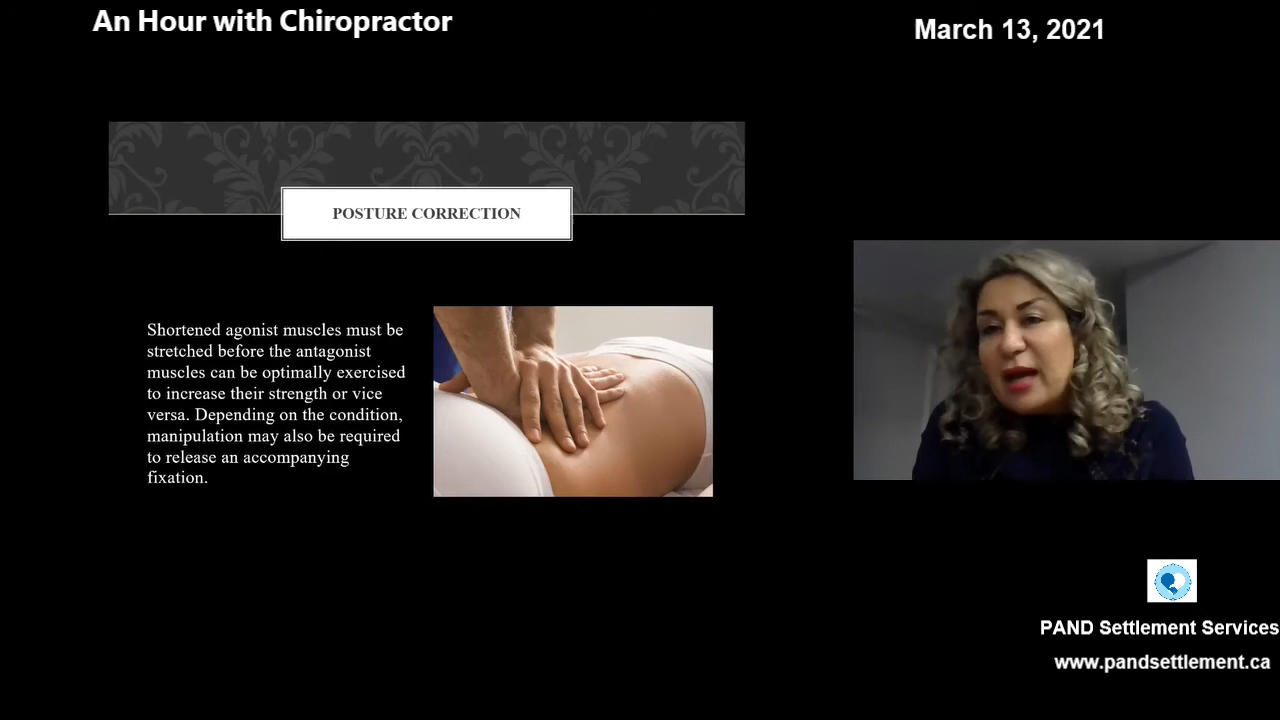 An Hour with Chiropractor
March 13, 2021
POSTURE CORRECTION
Shortened agonist muscles must be
stretched before the antagonist
muscles can be optimally exercised
to increase their strength or vice
versa. Depending on the condition,
manipulation may also be required
to release an accompanying
fixation.
PAND Settlement Services
www.pandsettlement.ca